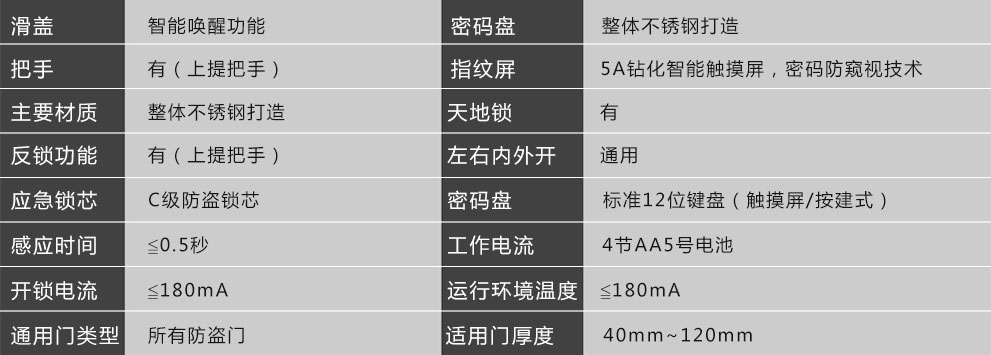 滑盖 智能唤醒功能 密码盘 整体不锈钢打造
把手 有（上提把手） 指纹屏 5A钻化智能触摸屏，密码防窥视技术
主要材质 整体不锈钢打造 天地锁 有
反锁功能 有（上提把手） 左右内外开 通用
应急锁芯 C级防盗锁芯 密码盘 标准12位键盘（触摸屏/按建式）
感应时间 ≦0.5秒 工作电流 4节AA5号电池
开锁电流 ≦180mA 运行环境温度 ≦180mA
通用门类型 所有防盗门 适用门厚度 40mm~120mm